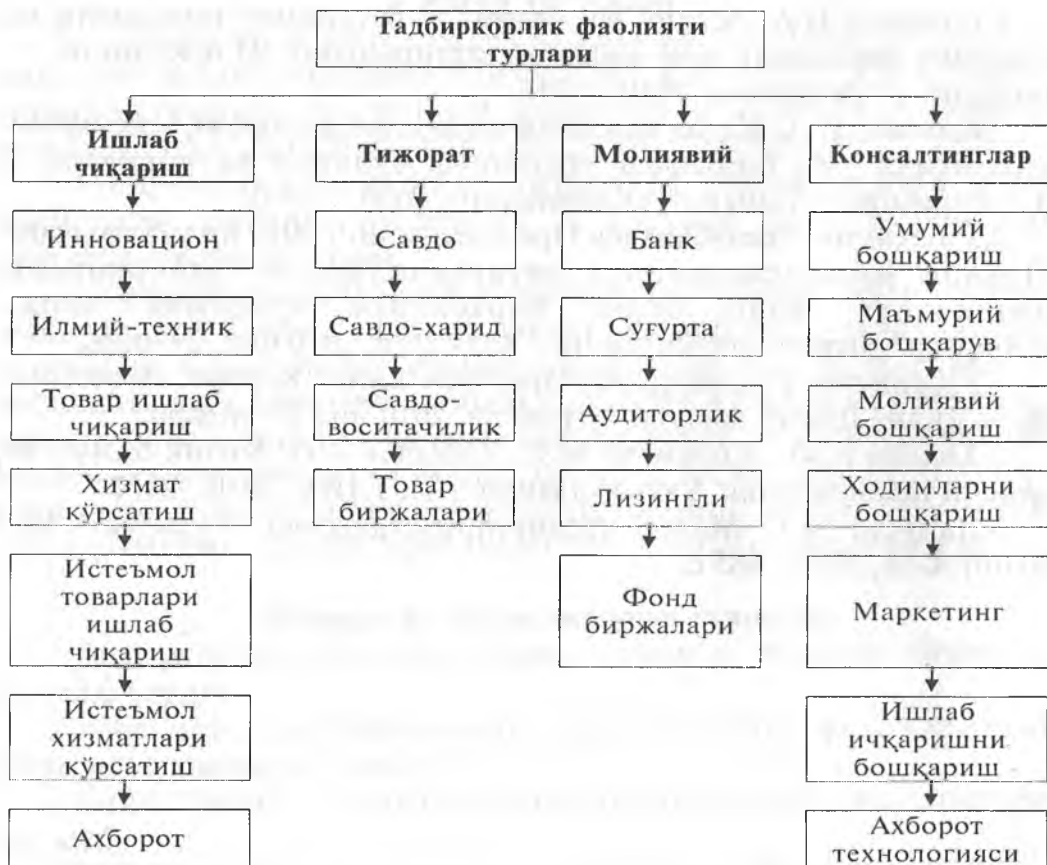 Тадбиркорлик фаолияти
турлари
Ишлаб
чиқариш
Тижорат
Молиявий
Консалтинглар
Инновацион
Савдо
Банк
Умумий
бошқариш
Илмий-техник
Савдо-харид
Суғурта
Маъмурий
бошқарув
Товар ишлаб
чиқариш
Савдо-
воситачилик
Аудиторлик
Молиявий
бошқариш
Хизмат
кўрсатиш
Товар
биржалари
Лизингли
Ходимларни
бошқариш
Истеъмол
товарлари
ишлаб
чиқариш
Фонд
биржалари
Маркетинг
Истеъмол
хизматлари
кўрсатиш
Ишлаб
ичқаришни
бошқариш
Ахборот
Ахборот
технологияси